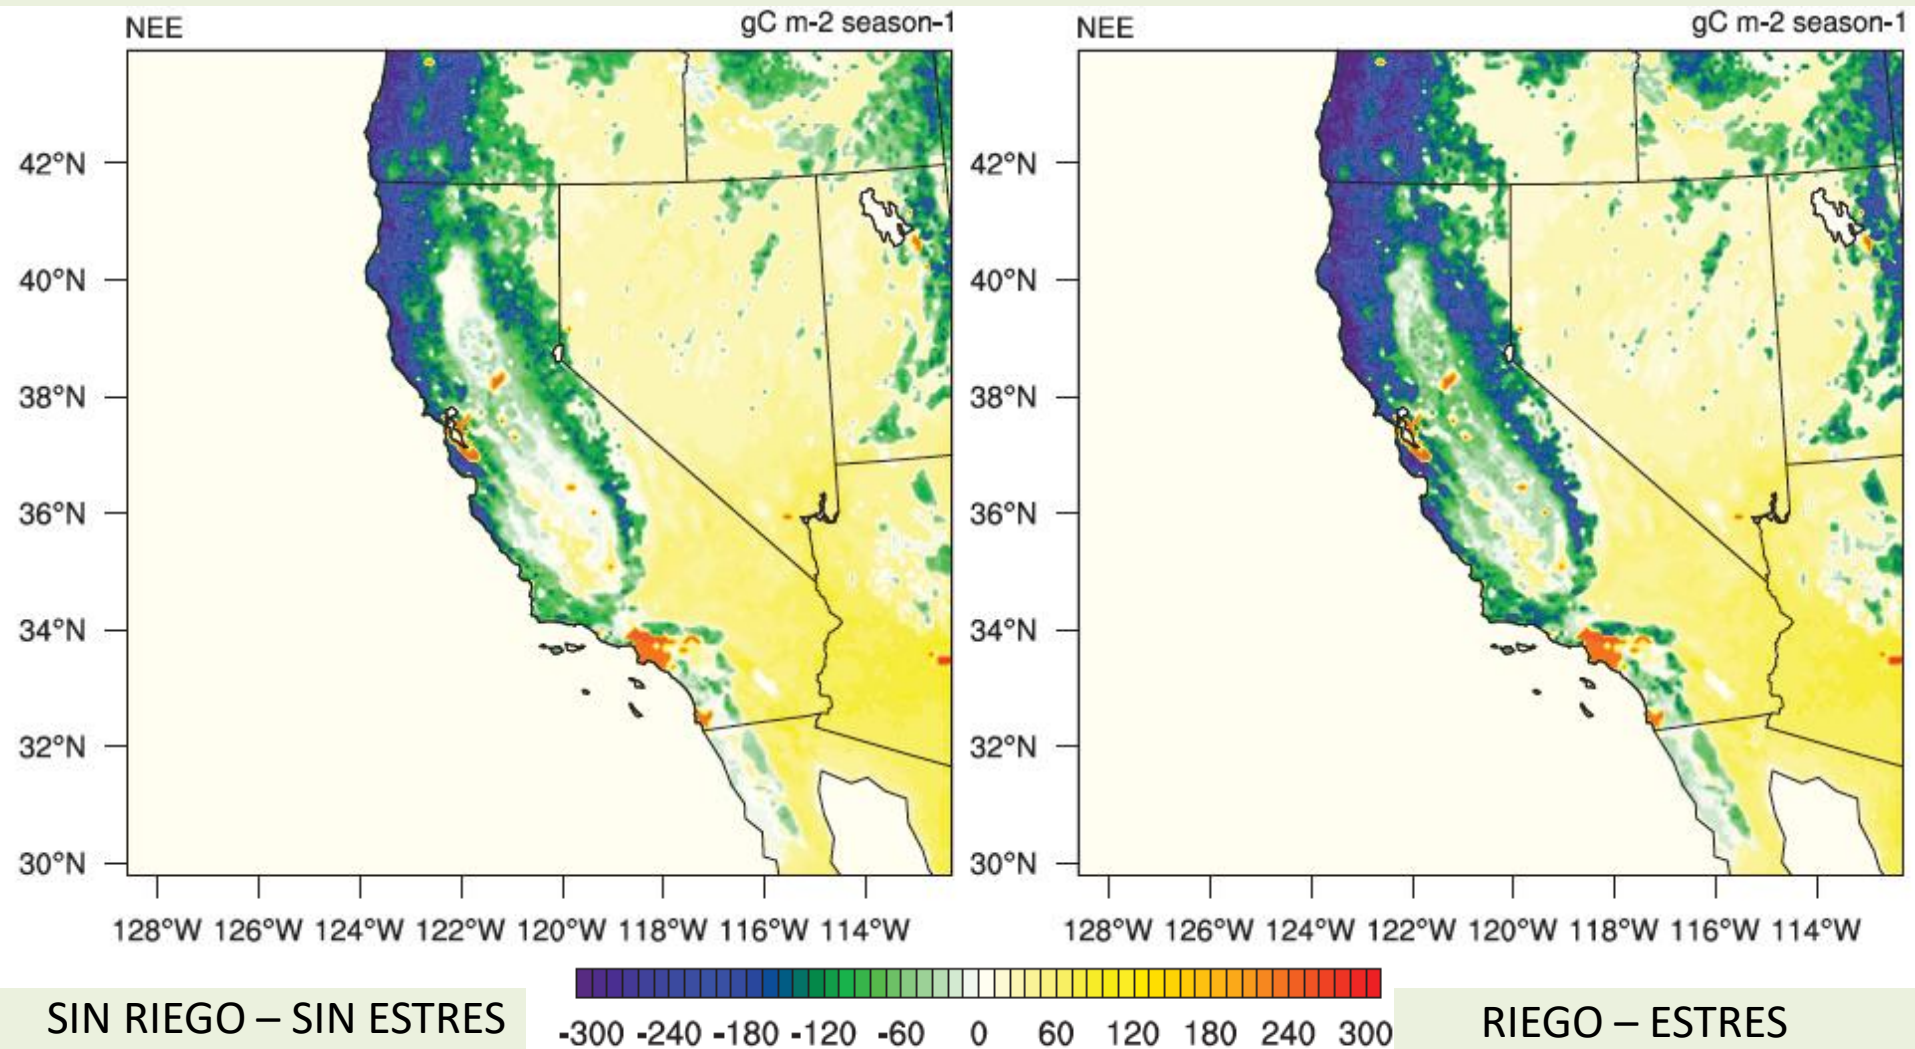 NEE gC m-2 season-1
NEE gC m-2 season-1
42°N
40°N
38°N
36°N
34°N
32°N
30°N
42°N
40°N
38°N
36°N
34°N
32°N
30°N
128°W 126°W 124°W 122°W 120°W 118°W 116°W 114°W
128°W 126°W 124°W 122°W 120°W 118°W 116°W 114°W
SIN RIEGO – SIN ESTRES
-300 -240 -180 -120 -60 0 60 120 180 240 300
RIEGO – ESTRES